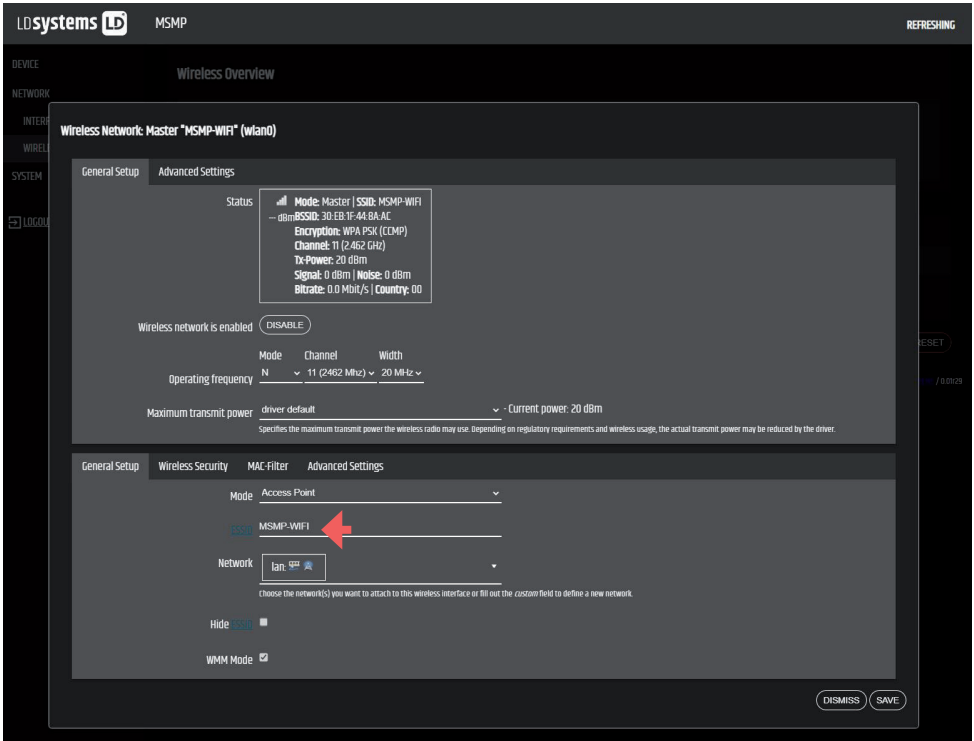 LDsystems LD MSMP
REFRESHING
DEVICE
Wireless Overview
NETWORK
Wireless Network: Master "MSMP-WIFI" (wlan0)
SYSTEM
General Setup Advanced Settings
Status
Mode: Master | SSID: MSMP-WIFI
--- dBm BSSID: 30:EB:1F:44:8A:AC
Encryption: WPA PSK (CCMP)
Channel: 11 (2.462 GHz)
Tx-Power: 20 dBm
Signal: 0 dBm | Noise: 0 dBm
Bitrate: 0.0 Mbit/s | Country: 00
Wireless network is enabled DISABLE
Mode Channel Width
Operating frequency N 11 (2462 Mhz) 20 MHz
Maximum transmit power driver default - Current power: 20 dBm
Specifies the maximum transmit power the wireless radio may use. Depending on regulatory requirements and wireless usage, the actual transmit power may be reduced by the driver.
General Setup Wireless Security MAC-Filter Advanced Settings
Mode Access Point
ESSID MSMP-WIFI
Network lan:
Choose the network(s) you want to attach to this wireless interface or fill out the custom field to define a new network.
Hide ESSID
WMM Mode
DISMISS SAVE